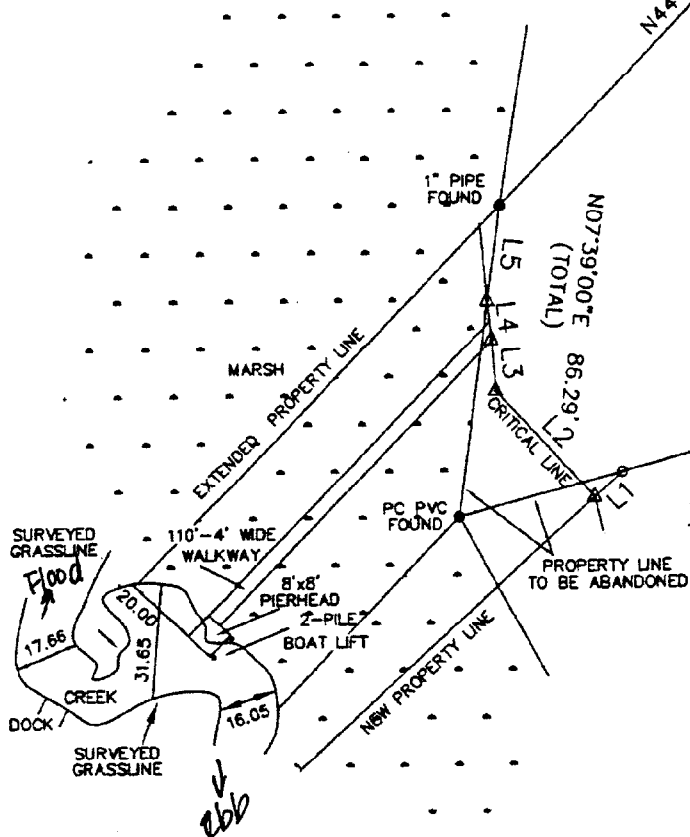 N44
1" PIPE
FOUND
N07°39'00"E 86.29'
(TOTAL)
L5
L4
L3
MARSH
EXTENDED PROPERTY LINE
L2
CRITICAL LINE
L1
PC PVC
FOUND
SURVEYED
GRASSLINE
Flood
110'-4' WIDE
WALKWAY
PROPERTY LINE
TO BE ABANDONED
8'x8'
PIERHEAD
2-PILE
BOAT LIFT
20.00
17.66
31.65
NEW PROPERTY LINE
CREEK
16.05
DOCK
SURVEYED
GRASSLINE
ebb